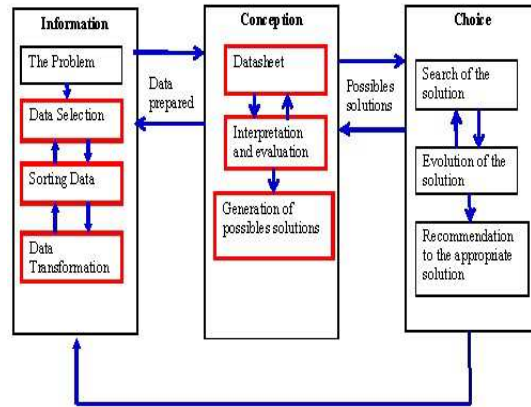 Information
The Problem
Data Selection
Sorting Data
Data
Transformation
Data
prepared
Conception
Datasheet
Interpretation
and evaluation
Generation of
possibles solutions
Possibles
solutions
Choice
Search of the
solution
Evolution of the
solution
Recommendation
to the appropriate
solution